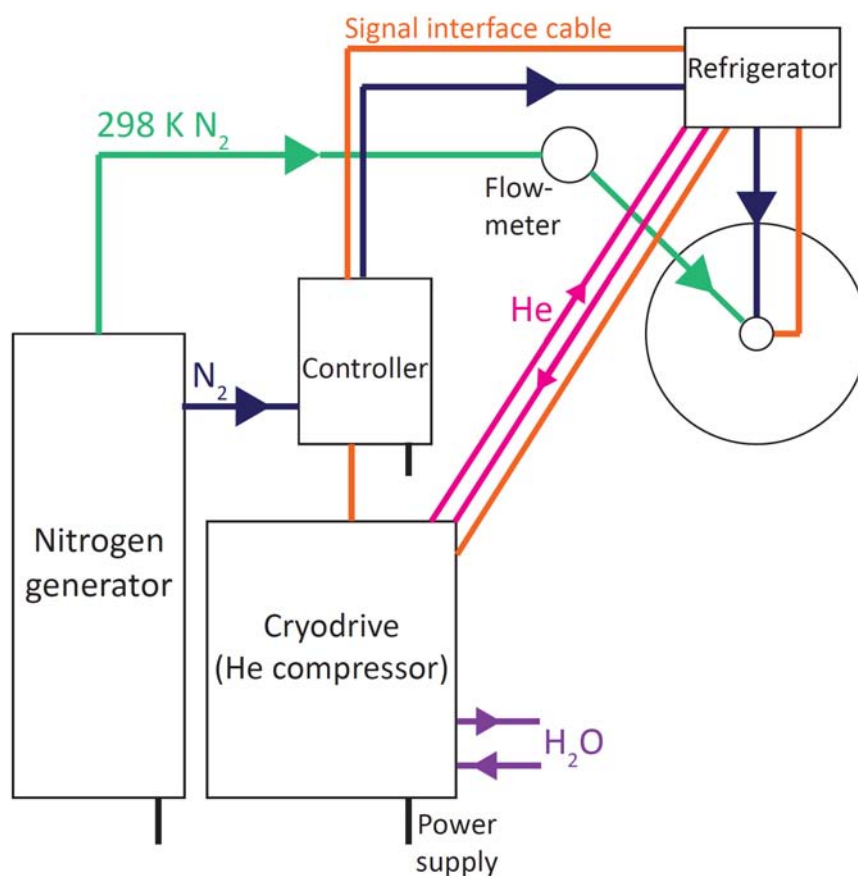 Signal interface cable
Refrigerator
298 K N₂
Flow-
meter
He
Controller
N₂
Nitrogen
generator
Cryodrive
(He compressor)
H₂O
Power
supply